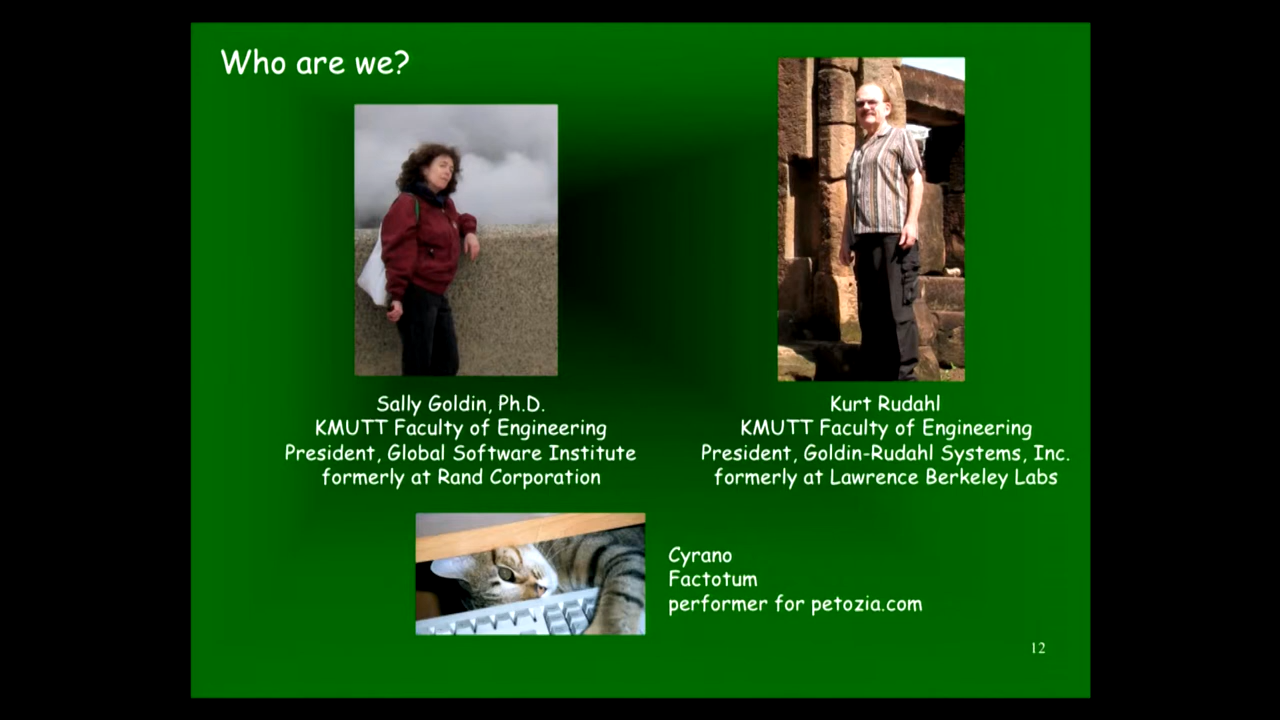 Who are we?
Sally Goldin, Ph.D.
KMUTT Faculty of Engineering
President, Global Software Institute
formerly at Rand Corporation
Kurt Rudahl
KMUTT Faculty of Engineering
President, Goldin-Rudahl Systems, Inc.
formerly at Lawrence Berkeley Labs
Cyrano
Factotum
performer for petozia.com
12